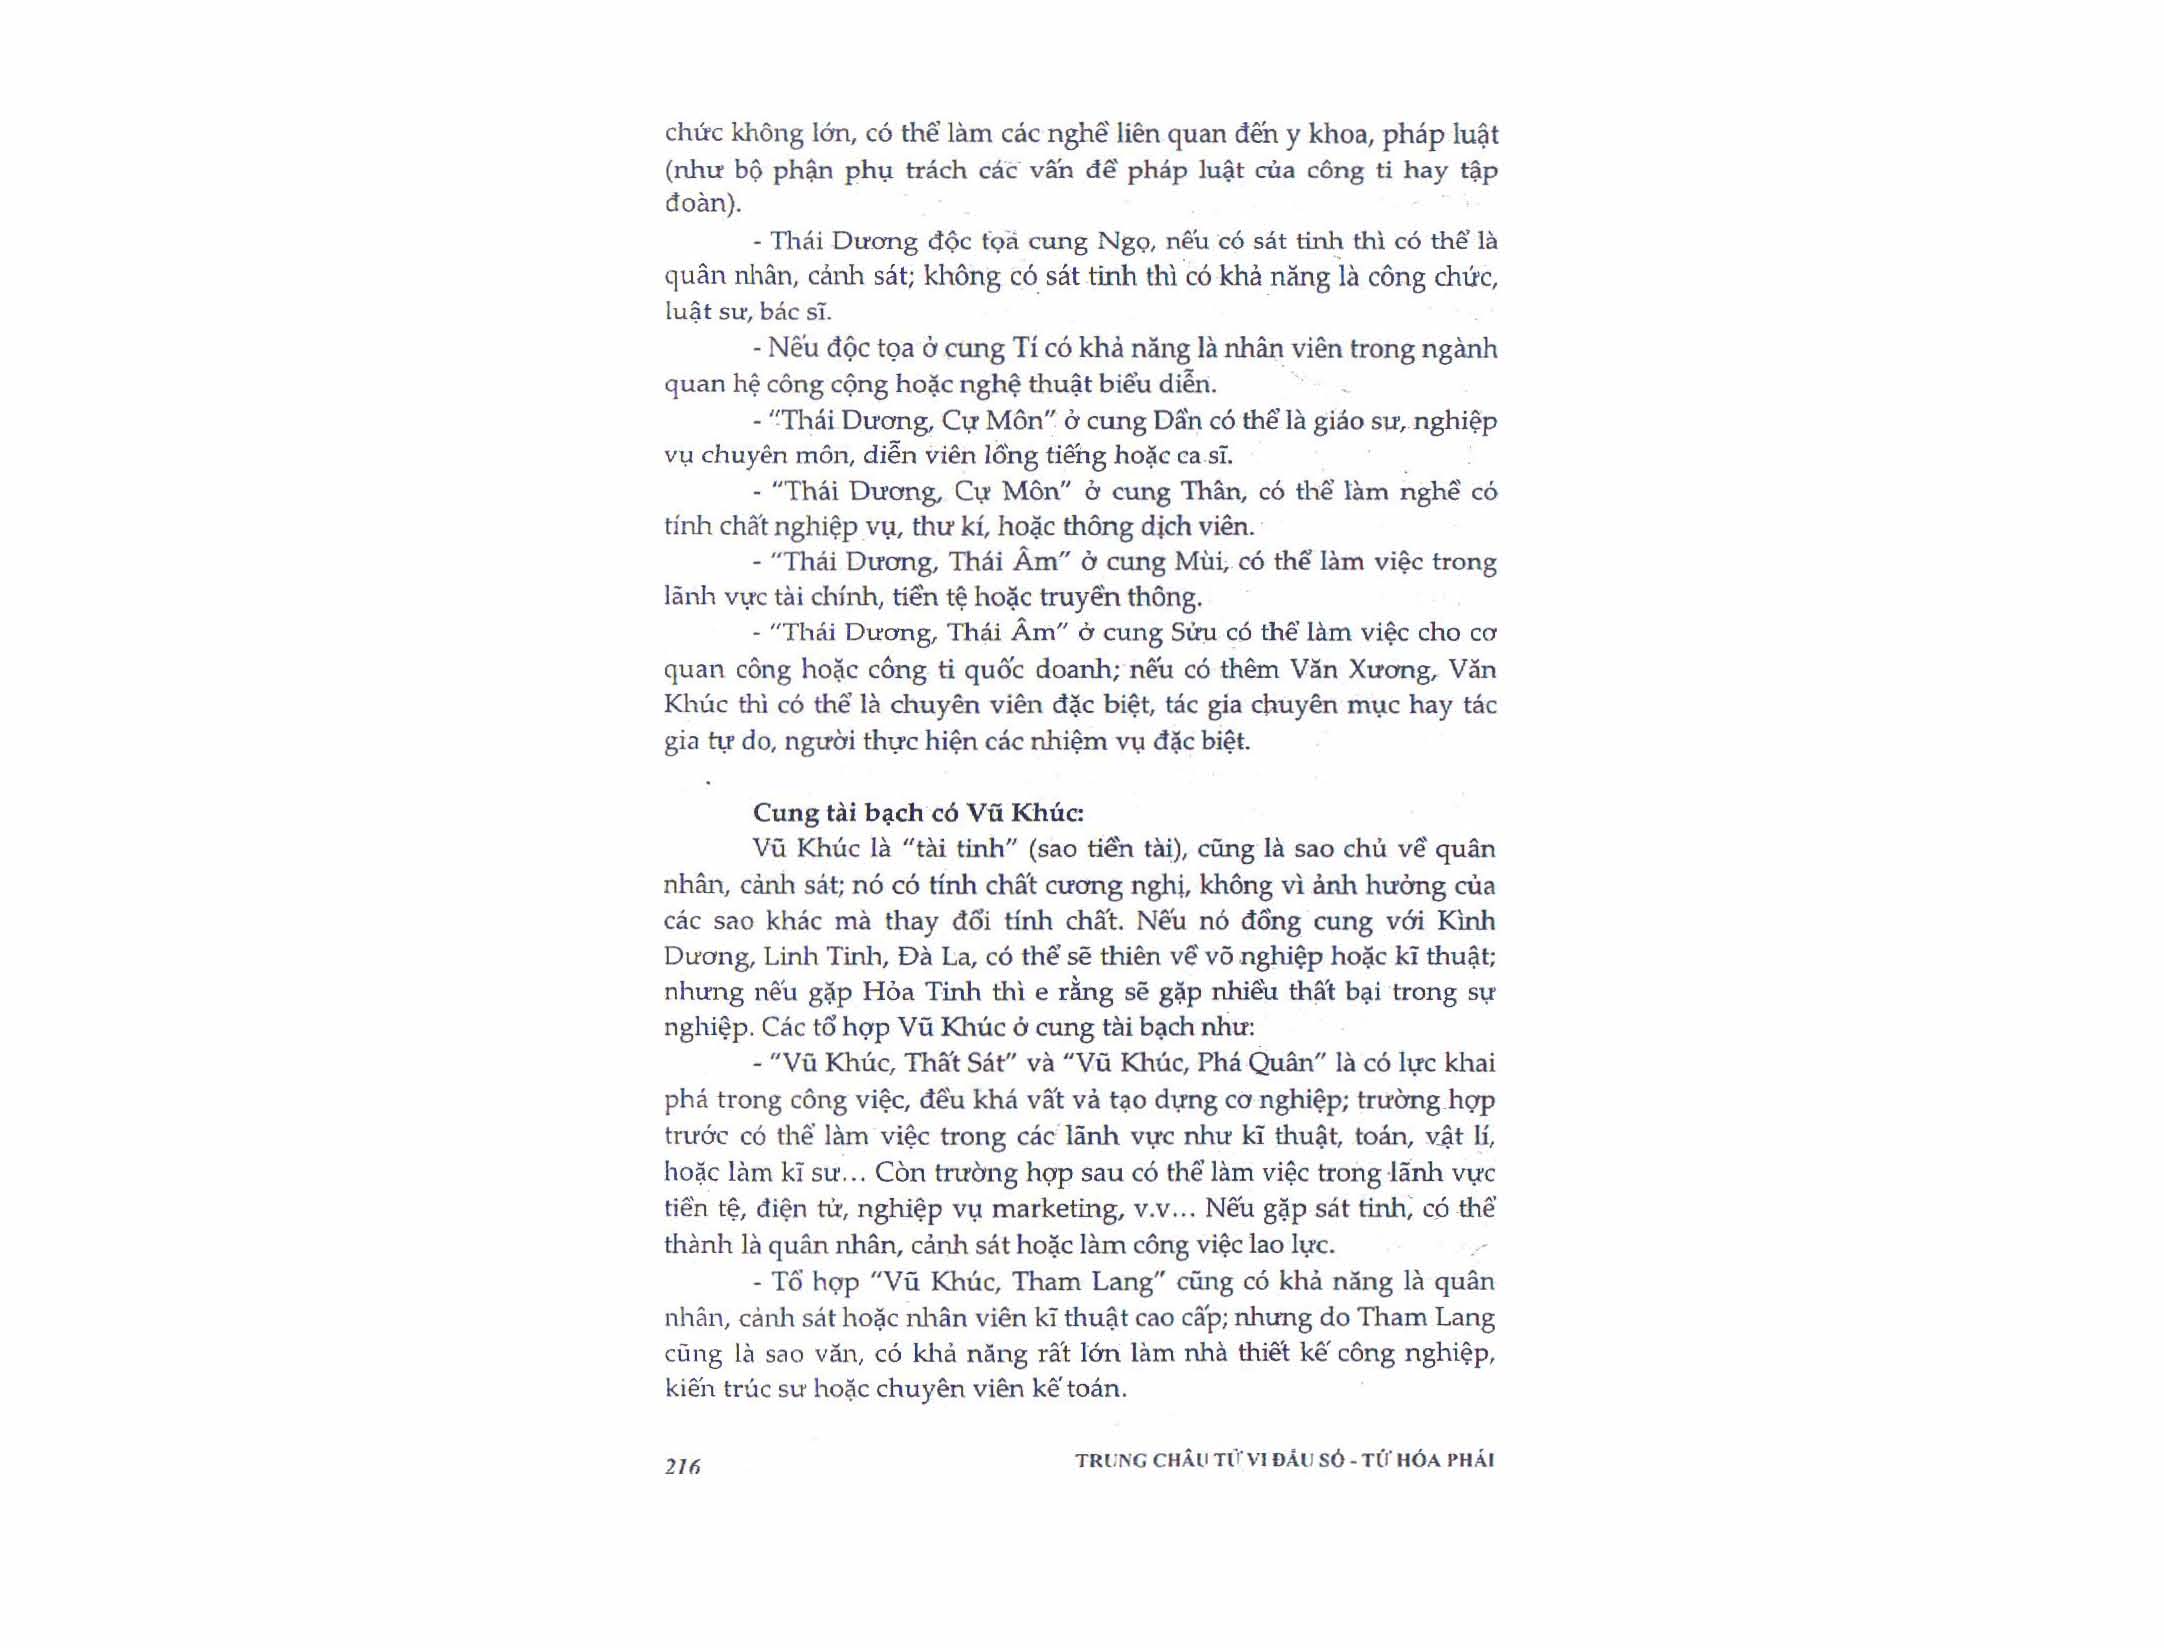 chức không lớn, có thể làm các nghề liên quan đến y khoa, pháp luật
(như bộ phận phụ trách các vấn đề pháp luật của công ti hay tập
đoàn).
- Thái Dương độc tọa cung Ngọ, nếu có sát tinh thì có thể là
quân nhân, cảnh sát; không có sát tinh thì có khả năng là công chức,
luật sư, bác sĩ.
- Nếu độc tọa ở cung Tí có khả năng là nhân viên trong ngành
quan hệ công cộng hoặc nghệ thuật biểu diễn.
- "Thái Dương, Cự Môn" ở cung Dần có thể là giáo sư, nghiệp
vụ chuyên môn, diễn viên lồng tiếng hoặc ca sĩ.
- "Thái Dương, Cự Môn" ở cung Thân, có thể làm nghề có
tính chất nghiệp vụ, thư kí, hoặc thông dịch viên.
- "Thái Dương, Thái Âm" ở cung Mùi, có thể làm việc trong
lãnh vực tài chính, tiền tệ hoặc truyền thông.
- "Thái Dương, Thái Âm" ở cung Sửu có thể làm việc cho cơ
quan công hoặc công ti quốc doanh; nếu có thêm Văn Xương, Văn
Khúc thì có thể là chuyên viên đặc biệt, tác gia chuyên mục hay tác
gia tự do, người thực hiện các nhiệm vụ đặc biệt.
Cung tài bạch có Vũ Khúc:
Vũ Khúc là "tài tinh" (sao tiền tài), cũng là sao chủ về quân
nhân, cảnh sát; nó có tính chất cương nghị, không vì ảnh hưởng của
các sao khác mà thay đổi tính chất. Nếu nó đồng cung với Kình
Dương, Linh Tinh, Đà La, có thể sẽ thiên về võ nghiệp hoặc kĩ thuật;
nhưng nếu gặp Hỏa Tinh thì e rằng sẽ gặp nhiều thất bại trong sự
nghiệp. Các tổ hợp Vũ Khúc ở cung tài bạch như:
- "Vũ Khúc, Thất Sát" và "Vũ Khúc, Phá Quân" là có lực khai
phá trong công việc, đều khá vất vả tạo dựng cơ nghiệp; trường hợp
trước có thể làm việc trong các lãnh vực như kĩ thuật, toán, vật lí,
hoặc làm kĩ sư... Còn trường hợp sau có thể làm việc trong lãnh vực
tiền tệ, điện tử, nghiệp vụ marketing, v.v... Nếu gặp sát tinh, có thể
thành là quân nhân, cảnh sát hoặc làm công việc lao lực.
- Tổ hợp "Vũ Khúc, Tham Lang" cũng có khả năng là quân
nhân, cảnh sát hoặc nhân viên kĩ thuật cao cấp; nhưng do Tham Lang
cũng là sao văn, có khả năng rất lớn làm nhà thiết kế công nghiệp,
kiến trúc sư hoặc chuyên viên kế toán.
216 TRUNG CHÂU TỬ VI ĐẨU SỐ - TỨ HÓA PHÁI